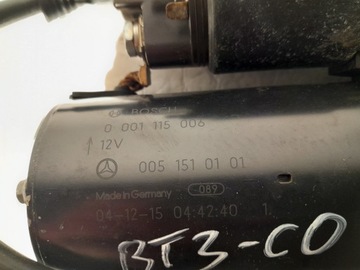 BOSCH
0 001 115 006
↑ 12V
005 151 01 01
Made in Germany 089
04-12-15 04:42:40 1
BT3-CO